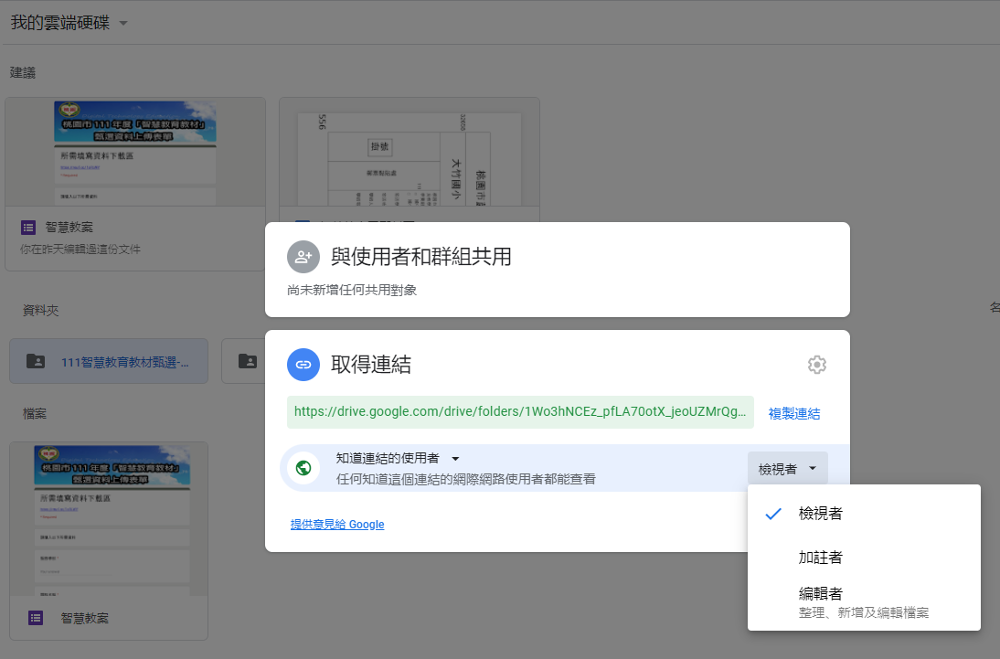 我的雲端硬碟
建議
桃園市 111 年度「智慧教育教材」
甄選資料上傳表單
所需填寫資料下載區
556
掛號
大竹國小
智慧教案
你在昨天編輯過這份文件
與使用者和群組共用
尚未新增任何共用對象
資料夾
名
111智慧教育教材甄選-...
取得連結
https://drive.google.com/drive/folders/1Wo3hNCEz_pfLA70otX_jeoUZMrQg...
複製連結
檔案
知道連結的使用者
任何知道這個連結的網際網路使用者都能查看
檢視者
提供意見給 Google
檢視者
加註者
編輯者
整理、新增及編輯檔案
桃園市 111 年度「智慧教育教材」
甄選資料上傳表單
所需填寫資料下載區
智慧教案